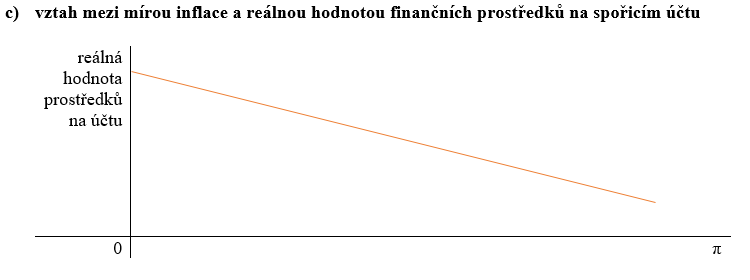 c) vztah mezi mírou inflace a reálnou hodnotou finančních prostředků na spořicím účtu
reálná
hodnota
prostředků
na účtu
0
π